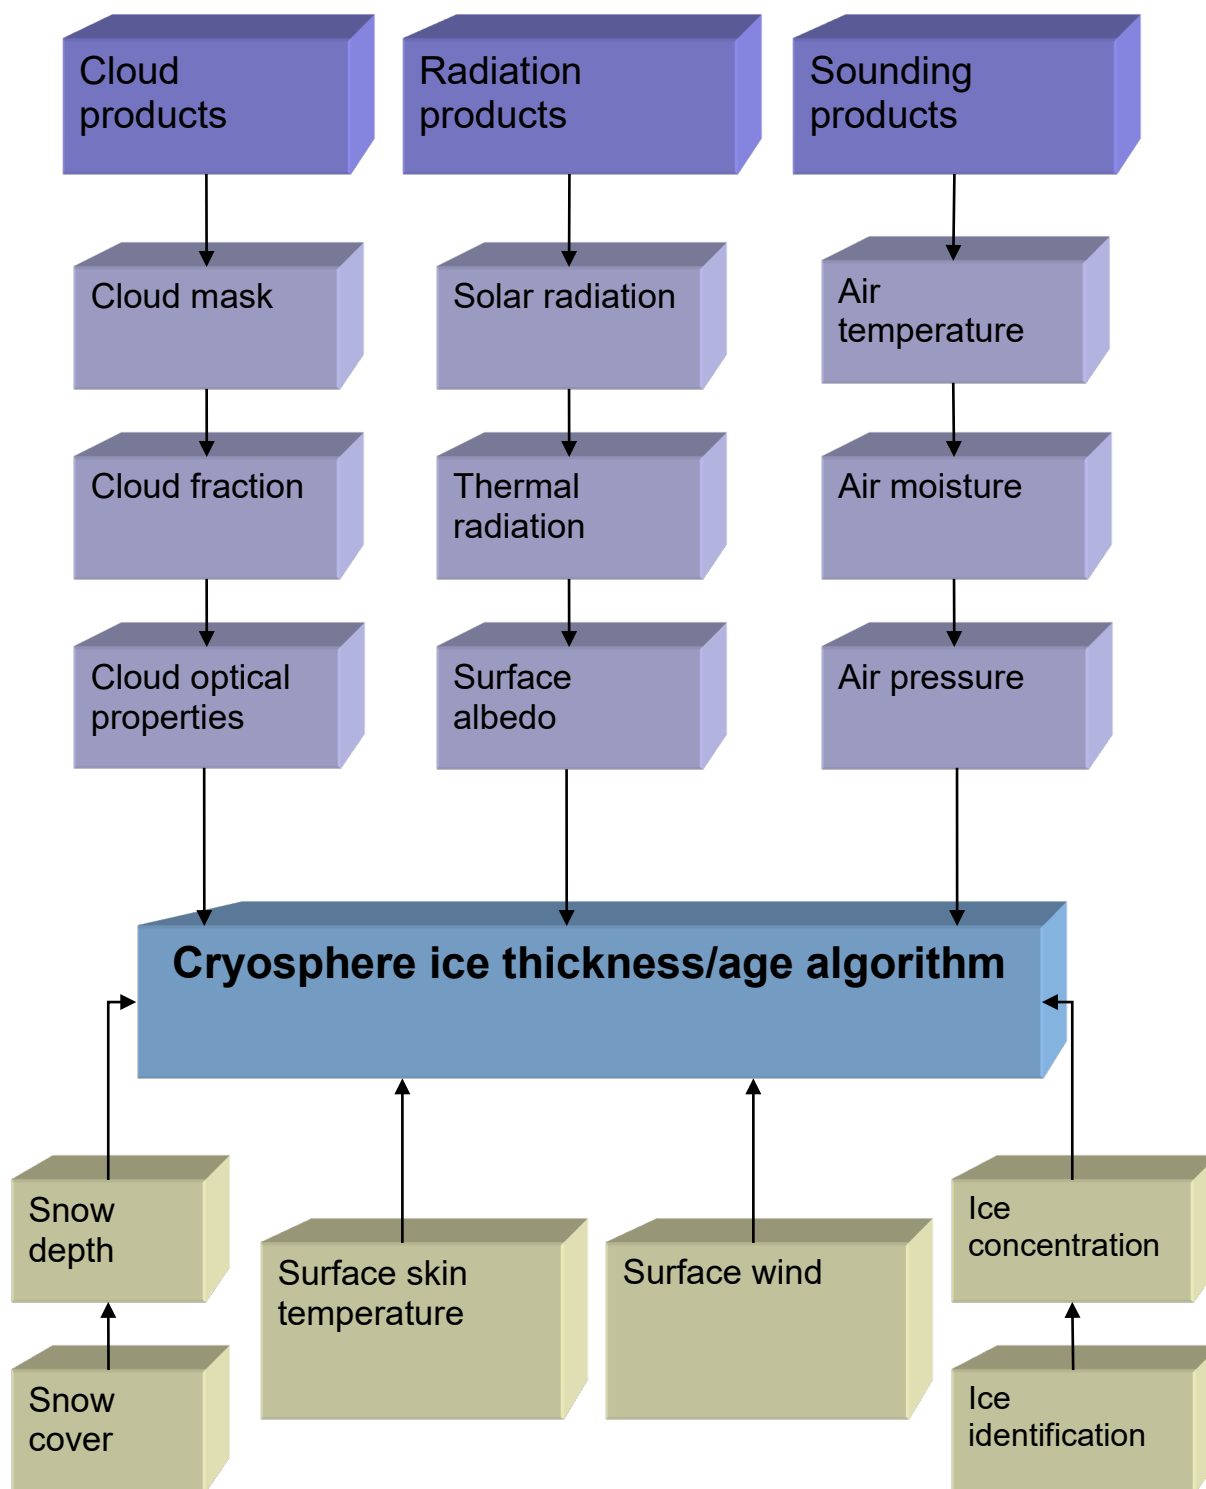 Cloud
products
Radiation
products
Sounding
products
Cloud mask
Solar radiation
Air
temperature
Cloud fraction
Thermal
radiation
Air moisture
Cloud optical
properties
Surface
albedo
Air pressure
Cryosphere ice thickness/age algorithm
Snow
depth
Surface skin
temperature
Surface wind
Ice
concentration
Snow
cover
Ice
identification